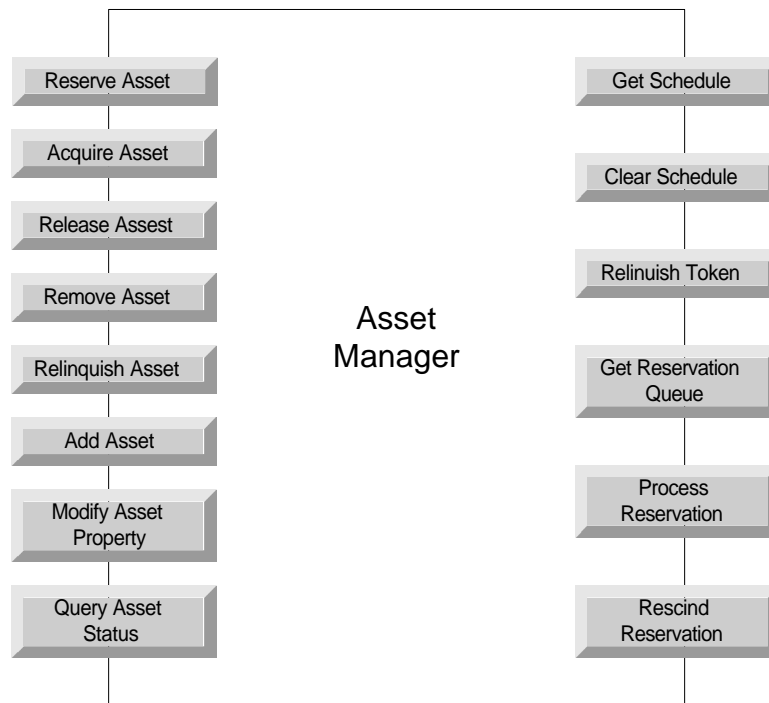 Reserve Asset
Acquire Asset
Release Assest
Remove Asset
Relinquish Asset
Add Asset
Modify Asset
Property
Query Asset
Status
Asset
Manager
Get Schedule
Clear Schedule
Relinuish Token
Get Reservation
Queue
Process
Reservation
Rescind
Reservation